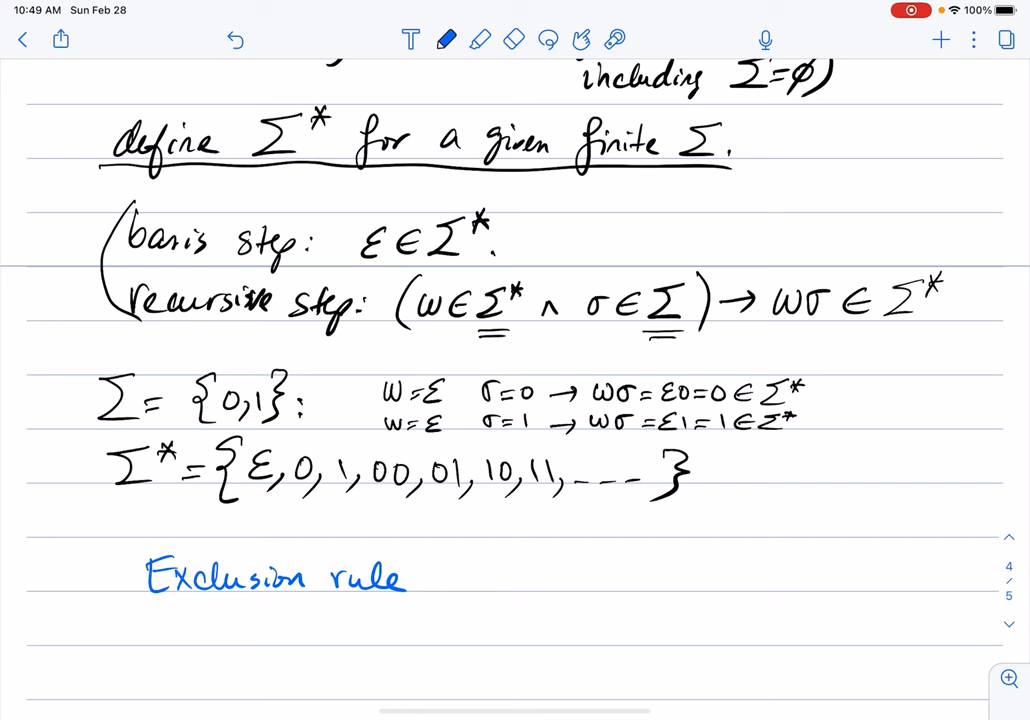 10:49 AM Sun Feb 28
100%
T
including Σ=φ)
define Σ* for a given finite Σ.
basis step: ε∈Σ*.
recursive step: (w∈Σ* ∧ σ∈Σ) → wσ ∈ Σ*
Σ = {0,1}: w=ε σ=0 → wσ=ε0=0∈Σ*
w=ε σ=1 → wσ=ε1=1∈Σ*
Σ* = {ε, 0, 1, 00, 01, 10, 11, ---- }
Exclusion rule
4
/
5